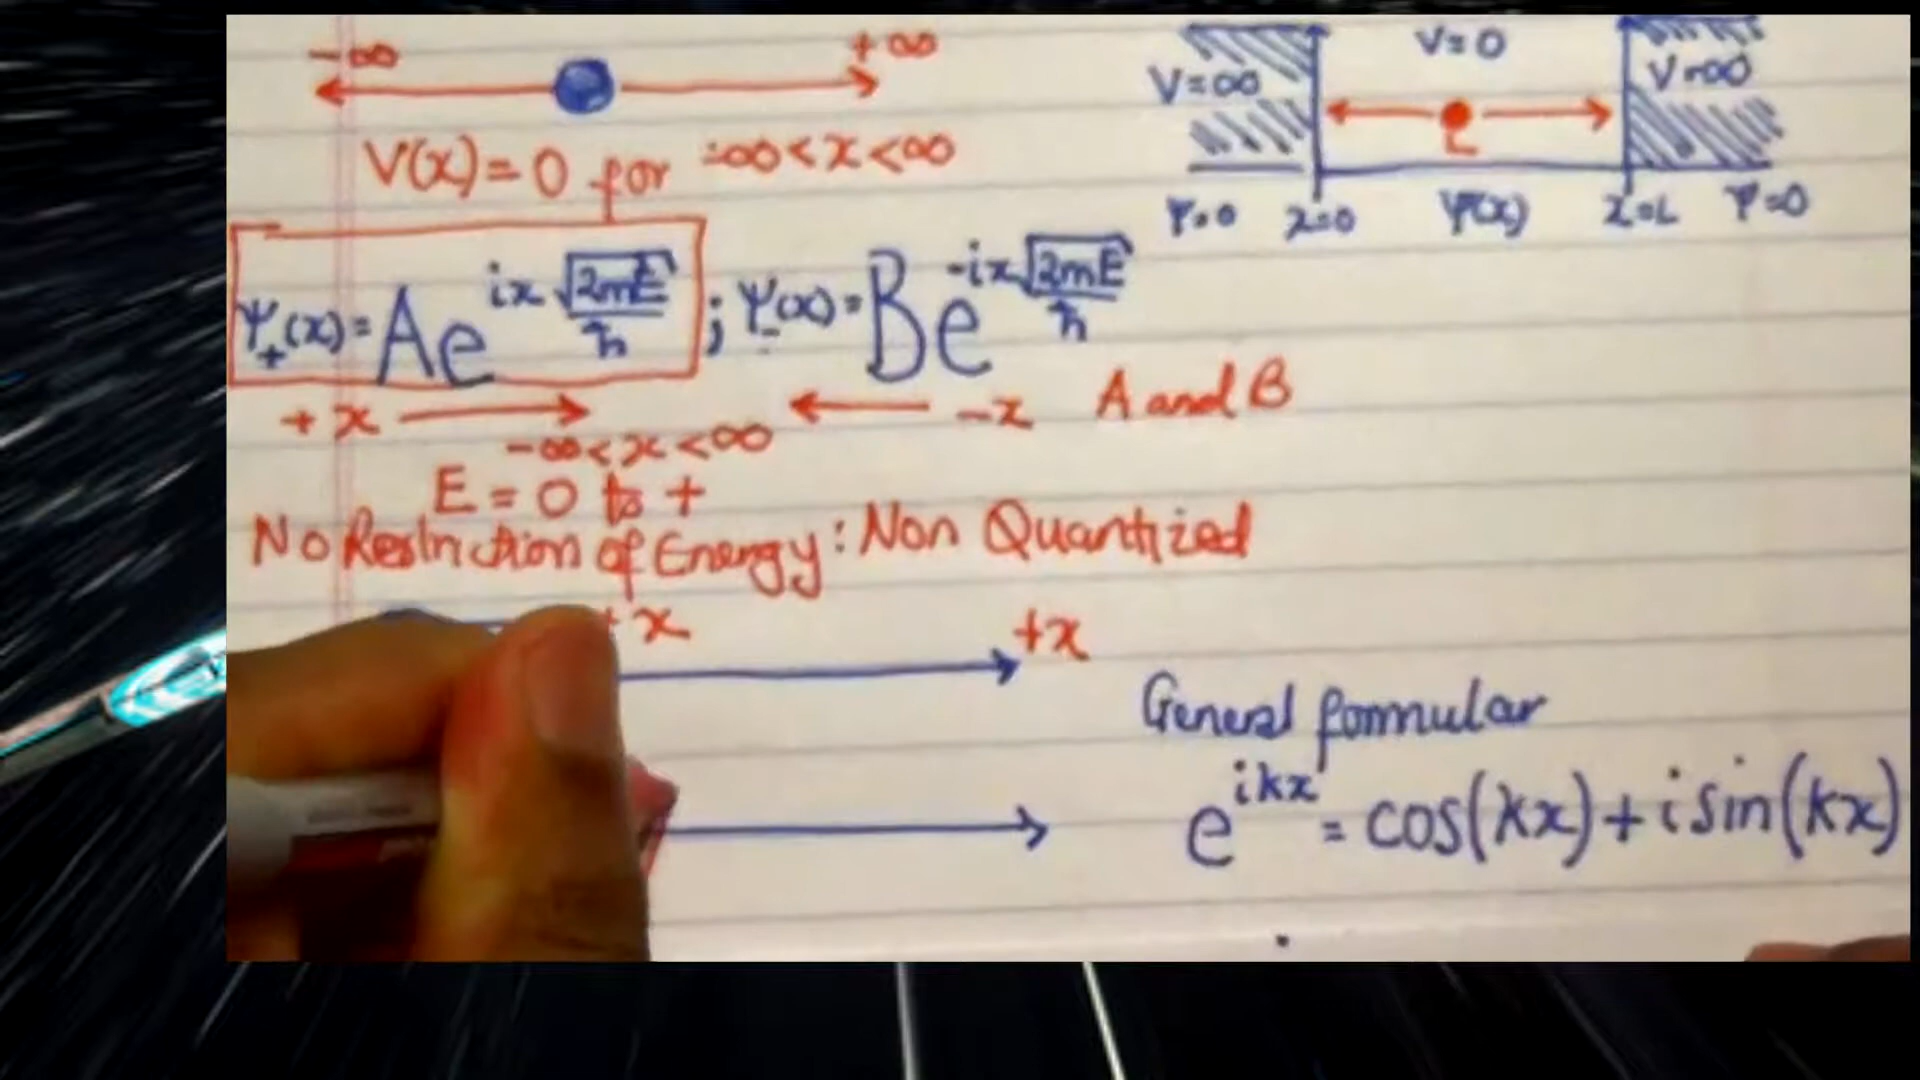 -∞ +∞
V(x) = 0 for -∞ < x < ∞
V=∞ V=0 V=∞
L
Ψ=0 x=0 Ψ(x) x=L Ψ=0
Ψ₊(x) = Ae^{ix√2mE/ħ} ; Ψ₋(x) = Be^{-ix√2mE/ħ}
+x -x A and B
-∞ < x < ∞
E = 0 to +
No Restriction of Energy : Non Quantized
+x +x
General formular
e^{ikx} = cos(kx) + i sin(kx)